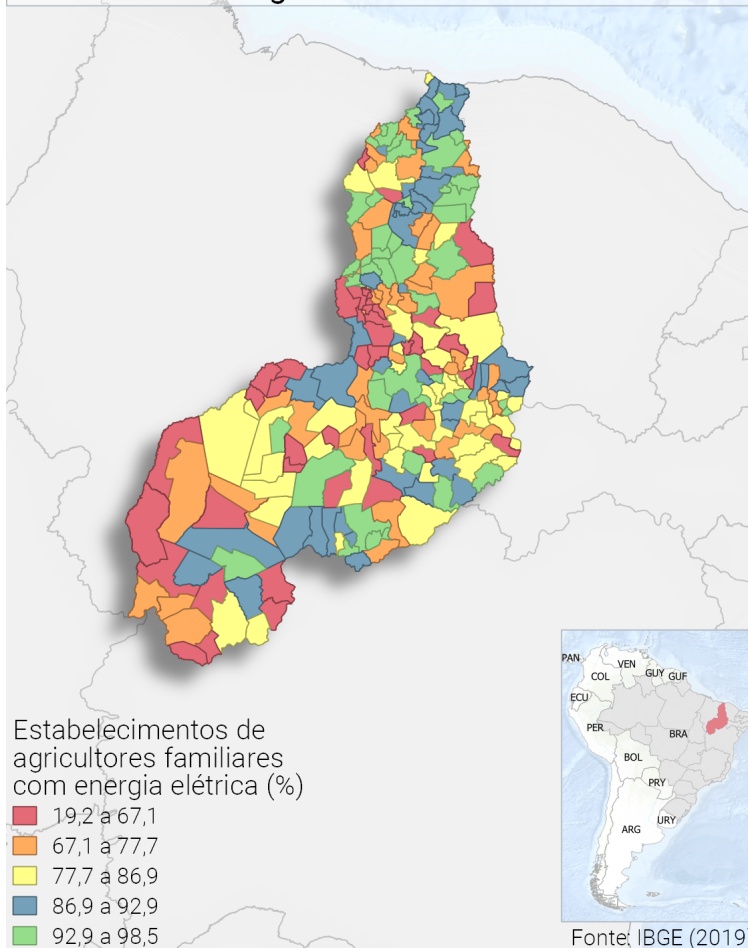 PAN
VEN
COL
GUY
GUF
ECU
PER
BRA
BOL
PRY
URY
ARG
Estabelecimentos de
agricultores familiares
com energia elétrica (%)
19,2 a 67,1
67,1 a 77,7
77,7 a 86,9
86,9 a 92,9
92,9 a 98,5
Fonte: IBGE (2019